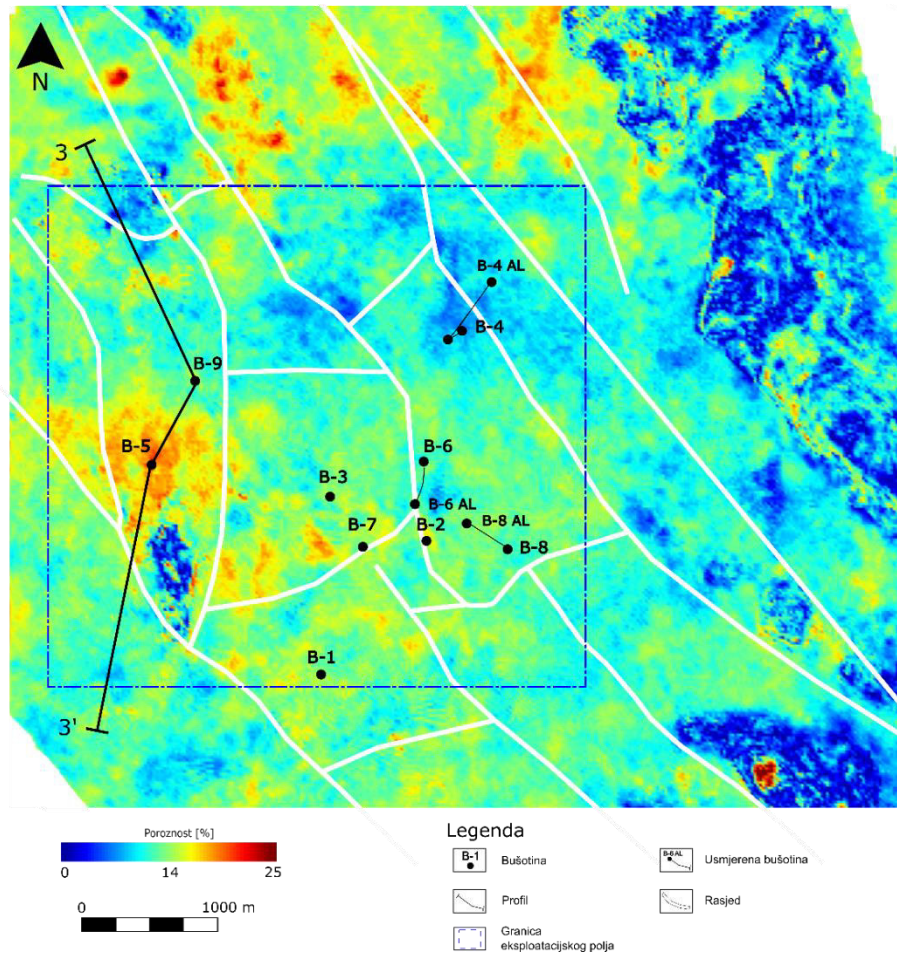 N
3
B-4 AL
B-4
B-9
B-5
B-6
B-3
B-6 AL
B-7
B-2
B-8 AL
B-8
B-1
3'
Poroznost [%]
0
14
25
0
1000 m
Legenda
B-1
Bušotina
B-6 AL
Usmjerena bušotina
Profil
Rasjed
Granica
eksploatacijskog polja